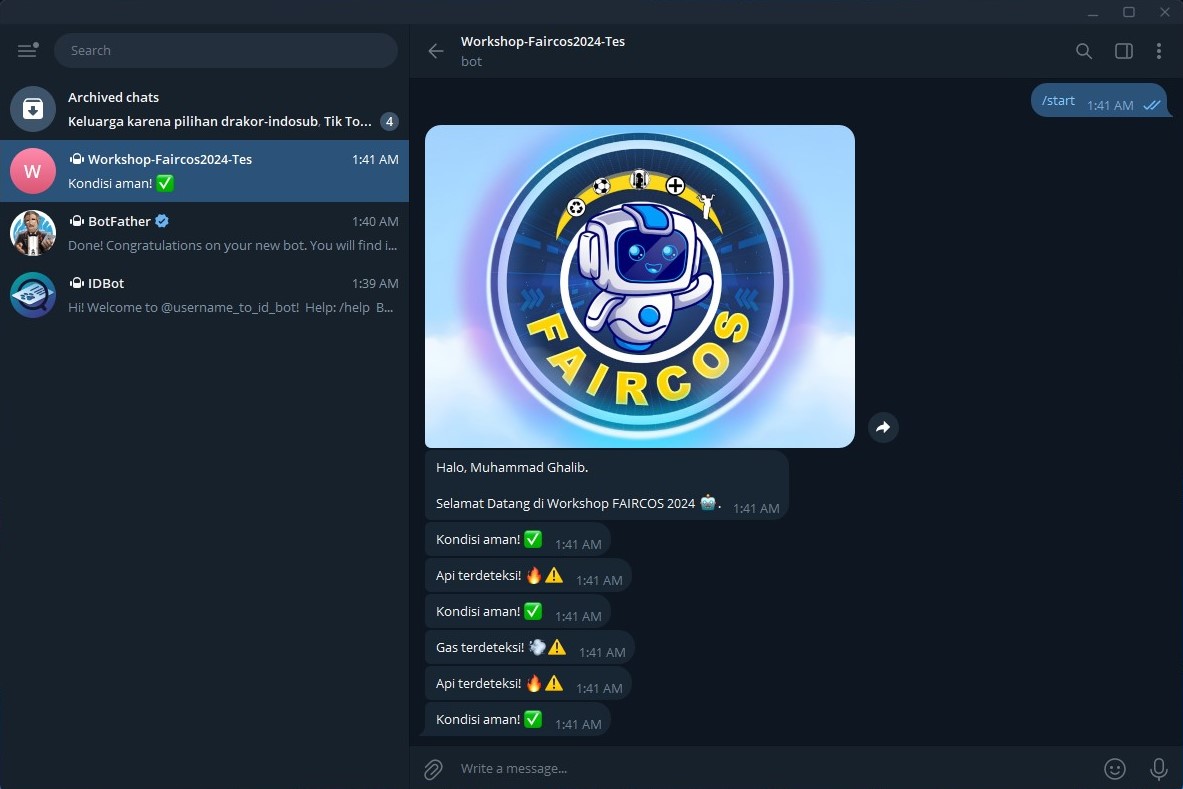 Search
Archived chats
Keluarga karena pilihan drakor-indosub, Tik To... 4
W
Workshop-Faircos2024-Tes 1:41 AM
Kondisi aman! ✅
BotFather 1:40 AM
Done! Congratulations on your new bot. You will find i...
IDBot 1:39 AM
Hi! Welcome to @username_to_id_bot! Help: /help B...
Workshop-Faircos2024-Tes
bot
/start 1:41 AM
FAIRCOS
Halo, Muhammad Ghalib.
Selamat Datang di Workshop FAIRCOS 2024 🤖. 1:41 AM
Kondisi aman! ✅ 1:41 AM
Api terdeteksi! 🔥⚠️ 1:41 AM
Kondisi aman! ✅ 1:41 AM
Gas terdeteksi! 💨⚠️ 1:41 AM
Api terdeteksi! 🔥⚠️ 1:41 AM
Kondisi aman! ✅ 1:41 AM
Write a message...